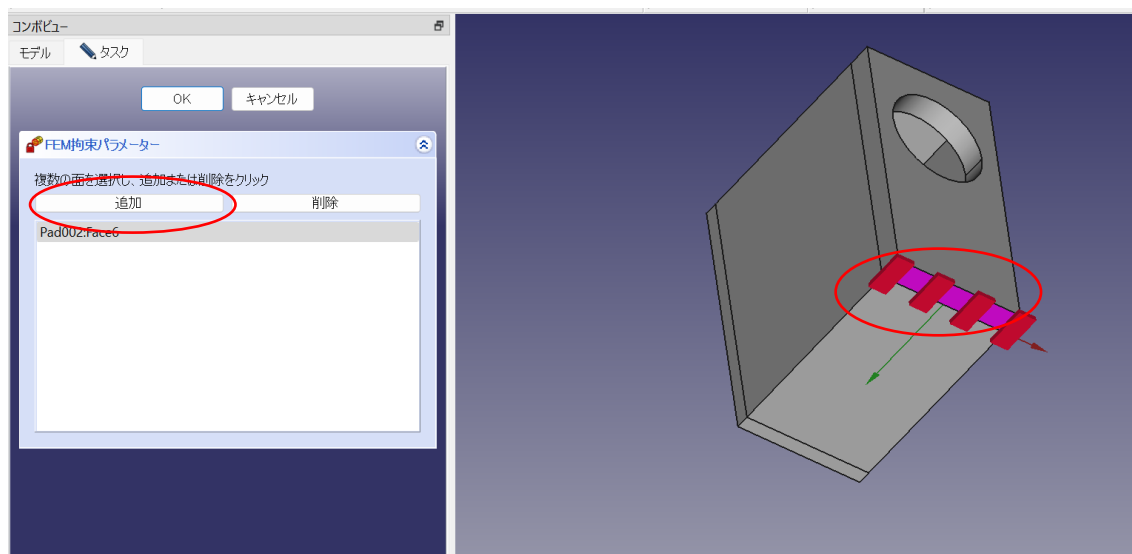 コンボビュー
モデル
タスク
OK
キャンセル
FEM拘束パラメーター
複数の面を選択し、追加または削除をクリック
追加
削除
Pad002:Face6